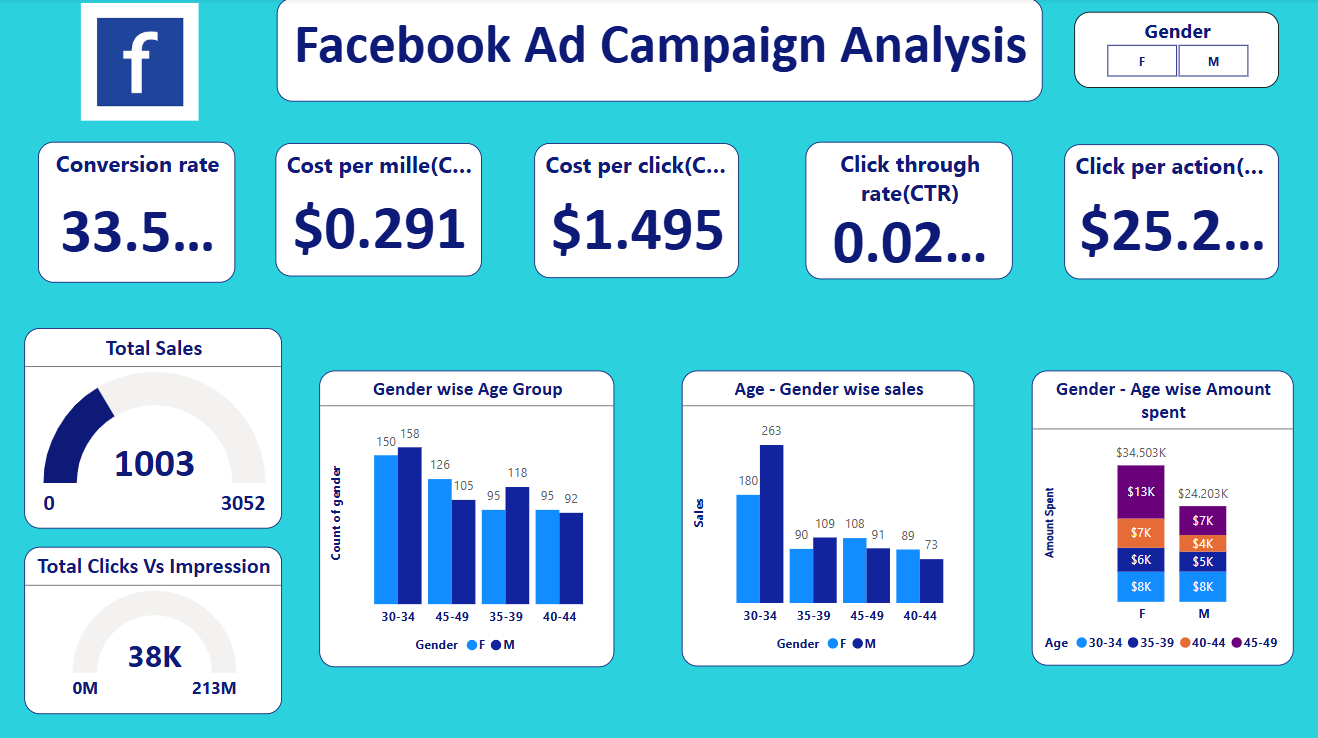 f
Facebook Ad Campaign Analysis
Gender
F
M
Conversion rate
33.5...
Cost per mille(C...
$0.291
Cost per click(C...
$1.495
Click through
rate(CTR)
0.02...
Click per action(...
$25.2...
Total Sales
1003
0
3052
Total Clicks Vs Impression
38K
0M
213M
Gender wise Age Group
Count of gender
150
158
126
105
95
118
95
92
30-34
45-49
35-39
40-44
Gender F M
Age - Gender wise sales
Sales
180
263
90
109
108
91
89
73
30-34
35-39
45-49
40-44
Gender F M
Gender - Age wise Amount
spent
Amount Spent
$34.503K
$13K
$7K
$6K
$8K
$24.203K
$7K
$4K
$5K
$8K
F
M
Age 30-34 35-39 40-44 45-49